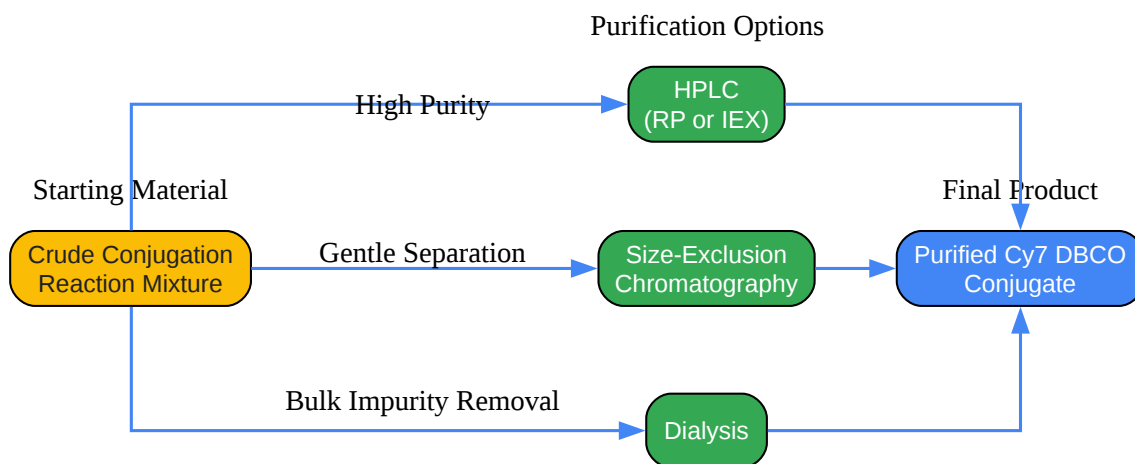 Purification Options
HPLC
(RP or IEX)
High Purity
Starting Material
Final Product
Crude Conjugation
Reaction Mixture
Gentle Separation
Size-Exclusion
Chromatography
Purified Cy7 DBCO
Conjugate
Bulk Impurity Removal
Dialysis